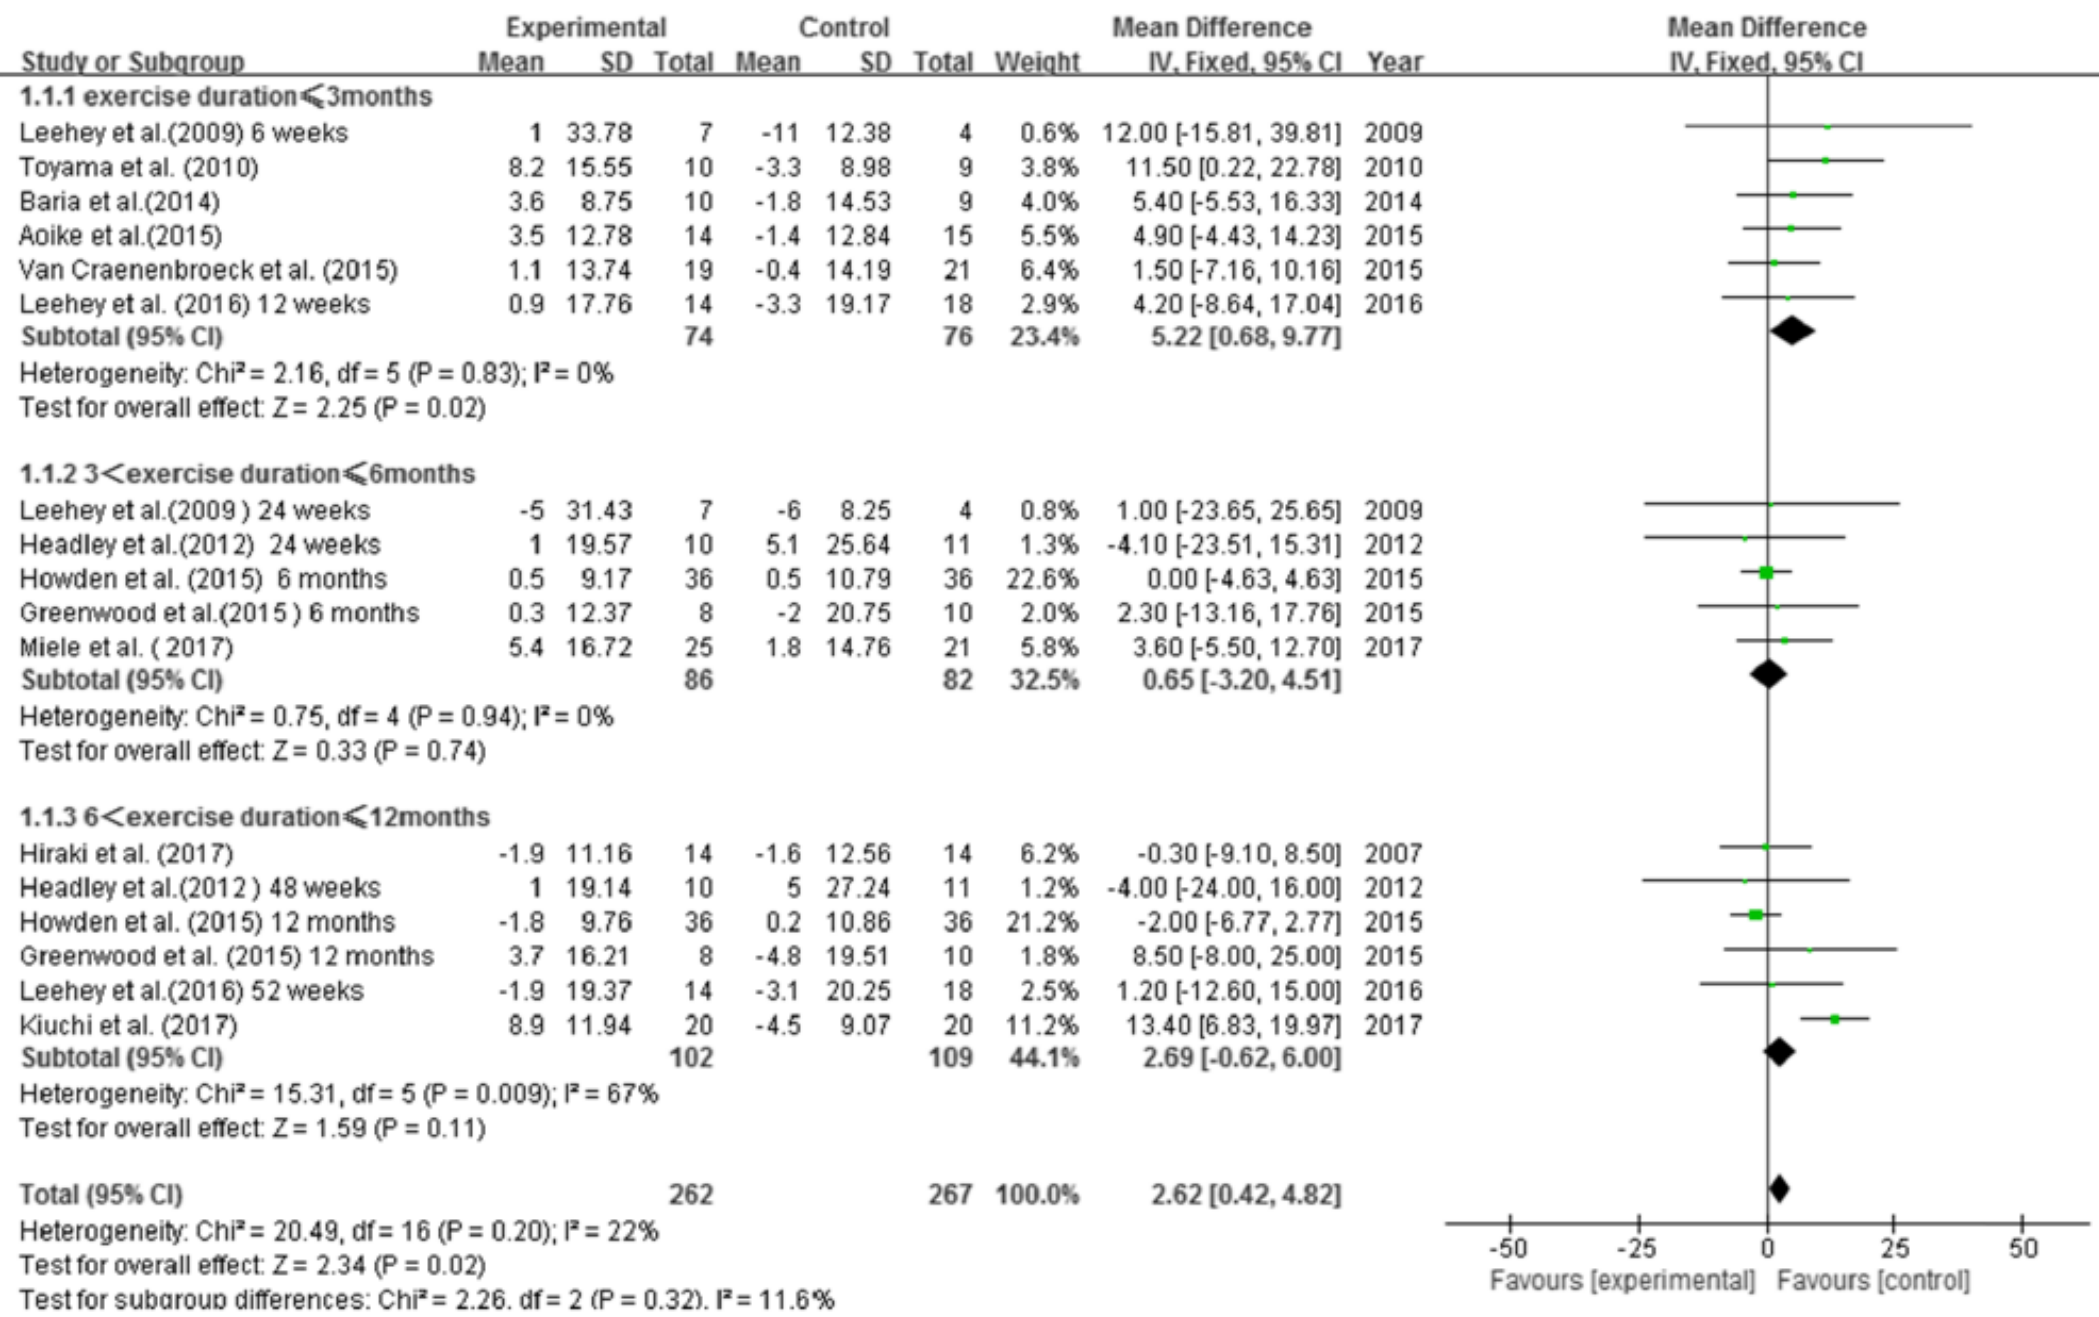 Experimental Control Mean Difference Mean Difference
Study or Subgroup Mean SD Total Mean SD Total Weight IV, Fixed, 95% CI Year IV, Fixed, 95% CI
1.1.1 exercise duration⩽3months
Leehey et al.(2009) 6 weeks 1 33.78 7 -11 12.38 4 0.6% 12.00 [-15.81, 39.81] 2009
Toyama et al. (2010) 8.2 15.55 10 -3.3 8.98 9 3.8% 11.50 [0.22, 22.78] 2010
Baria et al.(2014) 3.6 8.75 10 -1.8 14.53 9 4.0% 5.40 [-5.53, 16.33] 2014
Aoike et al.(2015) 3.5 12.78 14 -1.4 12.84 15 5.5% 4.90 [-4.43, 14.23] 2015
Van Craenenbroeck et al. (2015) 1.1 13.74 19 -0.4 14.19 21 6.4% 1.50 [-7.16, 10.16] 2015
Leehey et al. (2016) 12 weeks 0.9 17.76 14 -3.3 19.17 18 2.9% 4.20 [-8.64, 17.04] 2016
Subtotal (95% CI) 74 76 23.4% 5.22 [0.68, 9.77]
Heterogeneity: Chi² = 2.16, df = 5 (P = 0.83); I² = 0%
Test for overall effect: Z = 2.25 (P = 0.02)
1.1.2 3<exercise duration⩽6months
Leehey et al.(2009 ) 24 weeks -5 31.43 7 -6 8.25 4 0.8% 1.00 [-23.65, 25.65] 2009
Headley et al.(2012) 24 weeks 1 19.57 10 5.1 25.64 11 1.3% -4.10 [-23.51, 15.31] 2012
Howden et al. (2015) 6 months 0.5 9.17 36 0.5 10.79 36 22.6% 0.00 [-4.63, 4.63] 2015
Greenwood et al.(2015 ) 6 months 0.3 12.37 8 -2 20.75 10 2.0% 2.30 [-13.16, 17.76] 2015
Miele et al. ( 2017) 5.4 16.72 25 1.8 14.76 21 5.8% 3.60 [-5.50, 12.70] 2017
Subtotal (95% CI) 86 82 32.5% 0.65 [-3.20, 4.51]
Heterogeneity: Chi² = 0.75, df = 4 (P = 0.94); I² = 0%
Test for overall effect: Z = 0.33 (P = 0.74)
1.1.3 6<exercise duration⩽12months
Hiraki et al. (2017) -1.9 11.16 14 -1.6 12.56 14 6.2% -0.30 [-9.10, 8.50] 2007
Headley et al.(2012 ) 48 weeks 1 19.14 10 5 27.24 11 1.2% -4.00 [-24.00, 16.00] 2012
Howden et al. (2015) 12 months -1.8 9.76 36 0.2 10.86 36 21.2% -2.00 [-6.77, 2.77] 2015
Greenwood et al. (2015) 12 months 3.7 16.21 8 -4.8 19.51 10 1.8% 8.50 [-8.00, 25.00] 2015
Leehey et al.(2016) 52 weeks -1.9 19.37 14 -3.1 20.25 18 2.5% 1.20 [-12.60, 15.00] 2016
Kiuchi et al. (2017) 8.9 11.94 20 -4.5 9.07 20 11.2% 13.40 [6.83, 19.97] 2017
Subtotal (95% CI) 102 109 44.1% 2.69 [-0.62, 6.00]
Heterogeneity: Chi² = 15.31, df = 5 (P = 0.009); I² = 67%
Test for overall effect: Z = 1.59 (P = 0.11)
Total (95% CI) 262 267 100.0% 2.62 [0.42, 4.82]
Heterogeneity: Chi² = 20.49, df = 16 (P = 0.20); I² = 22%
Test for overall effect: Z = 2.34 (P = 0.02)
Test for subgroup differences: Chi² = 2.26. df = 2 (P = 0.32). I² = 11.6%
-50 -25 0 25 50
Favours [experimental] Favours [control]